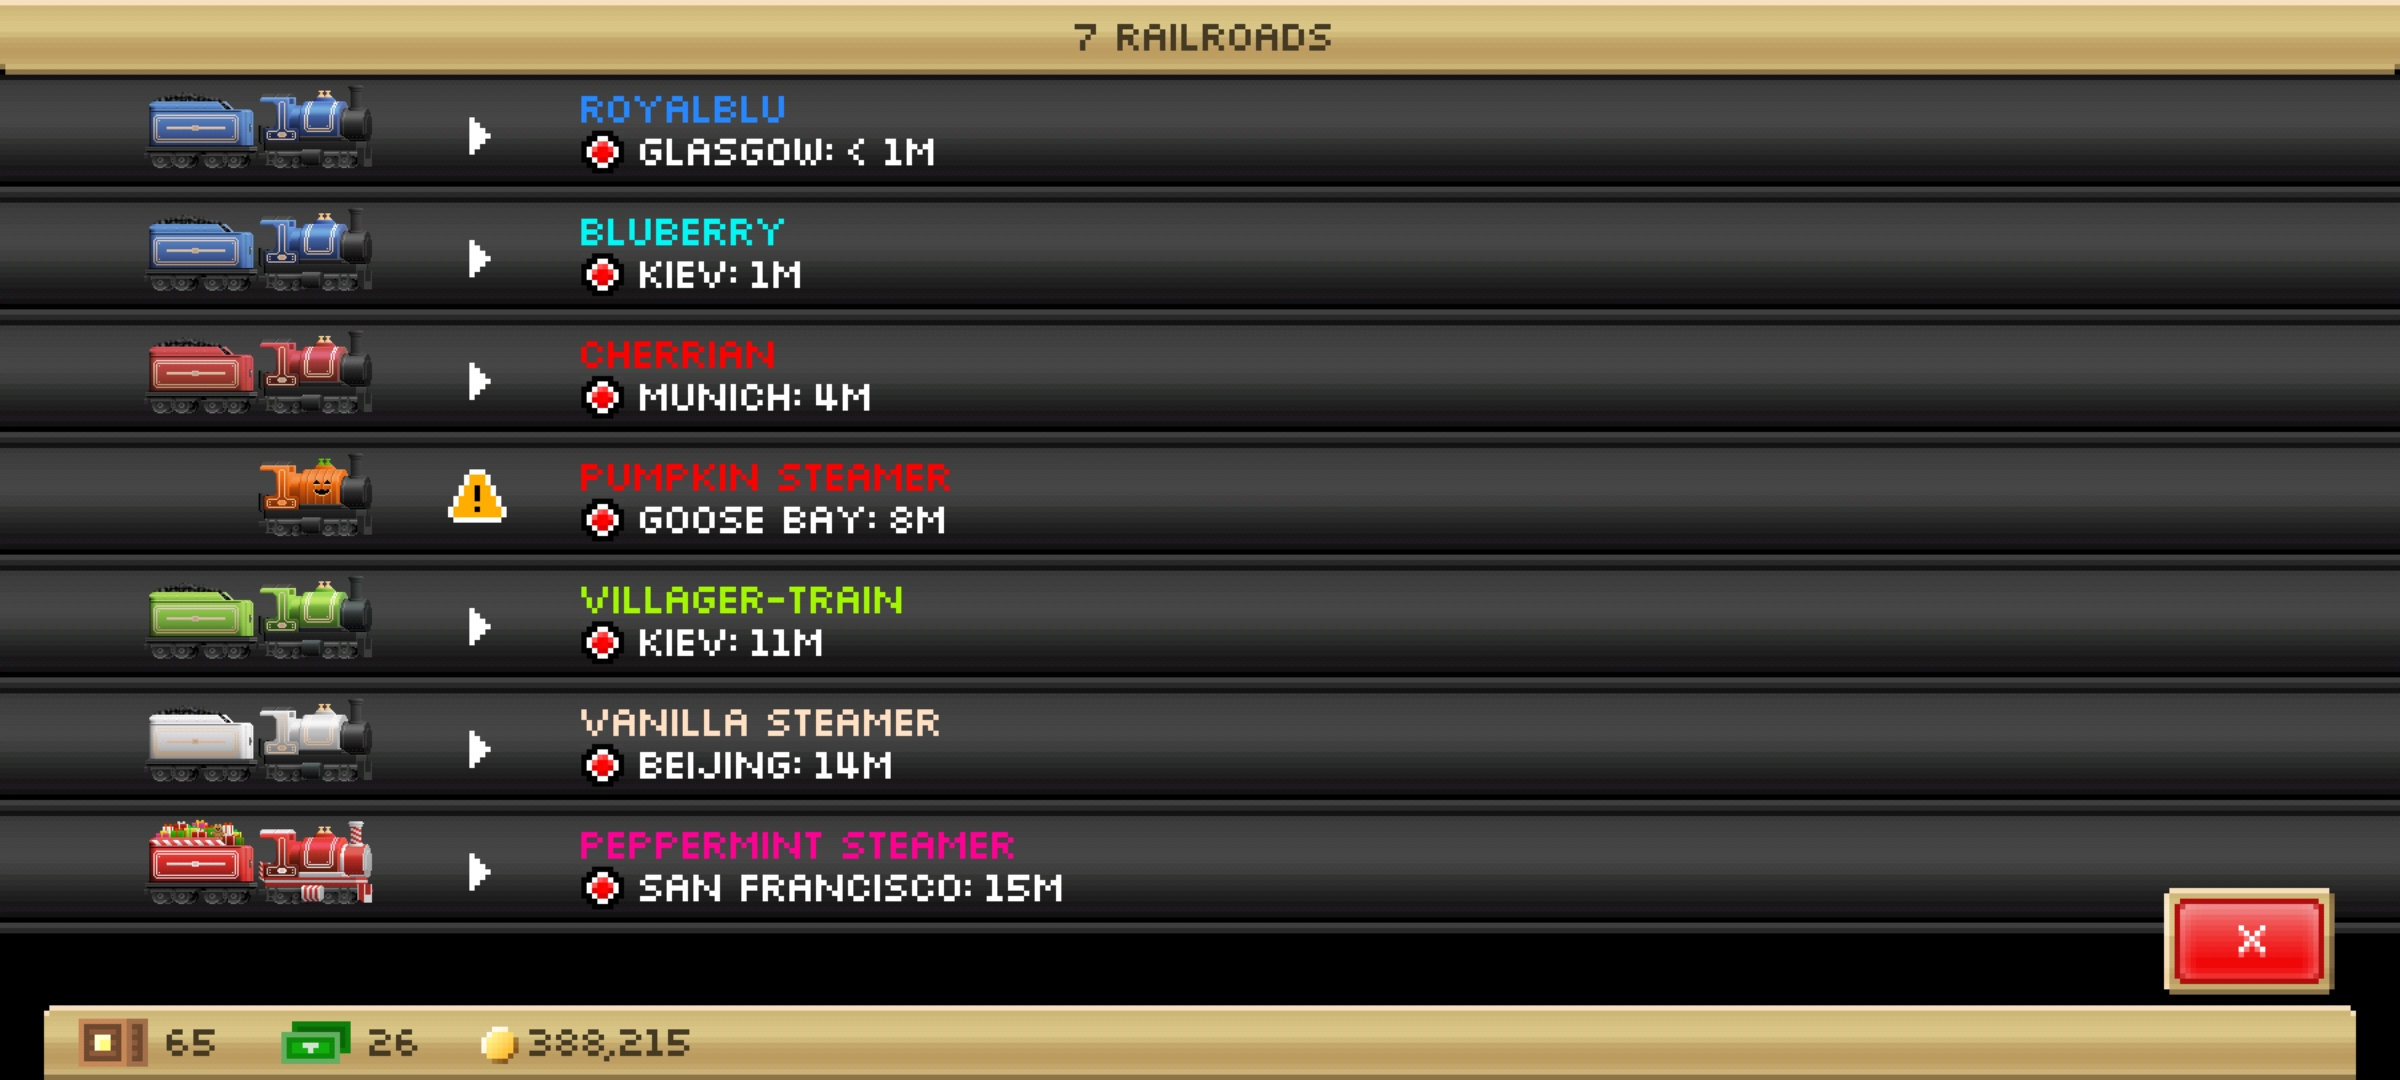 7 RAILROADS
ROYALBLU
GLASGOW: < 1M
BLUBERRY
KIEV: 1M
CHERRIAN
MUNICH: 4M
PUMPKIN STEAMER
GOOSE BAY: 8M
VILLAGER-TRAIN
KIEV: 11M
VANILLA STEAMER
BEIJING: 14M
PEPPERMINT STEAMER
SAN FRANCISCO: 15M
X
65 26 388,215